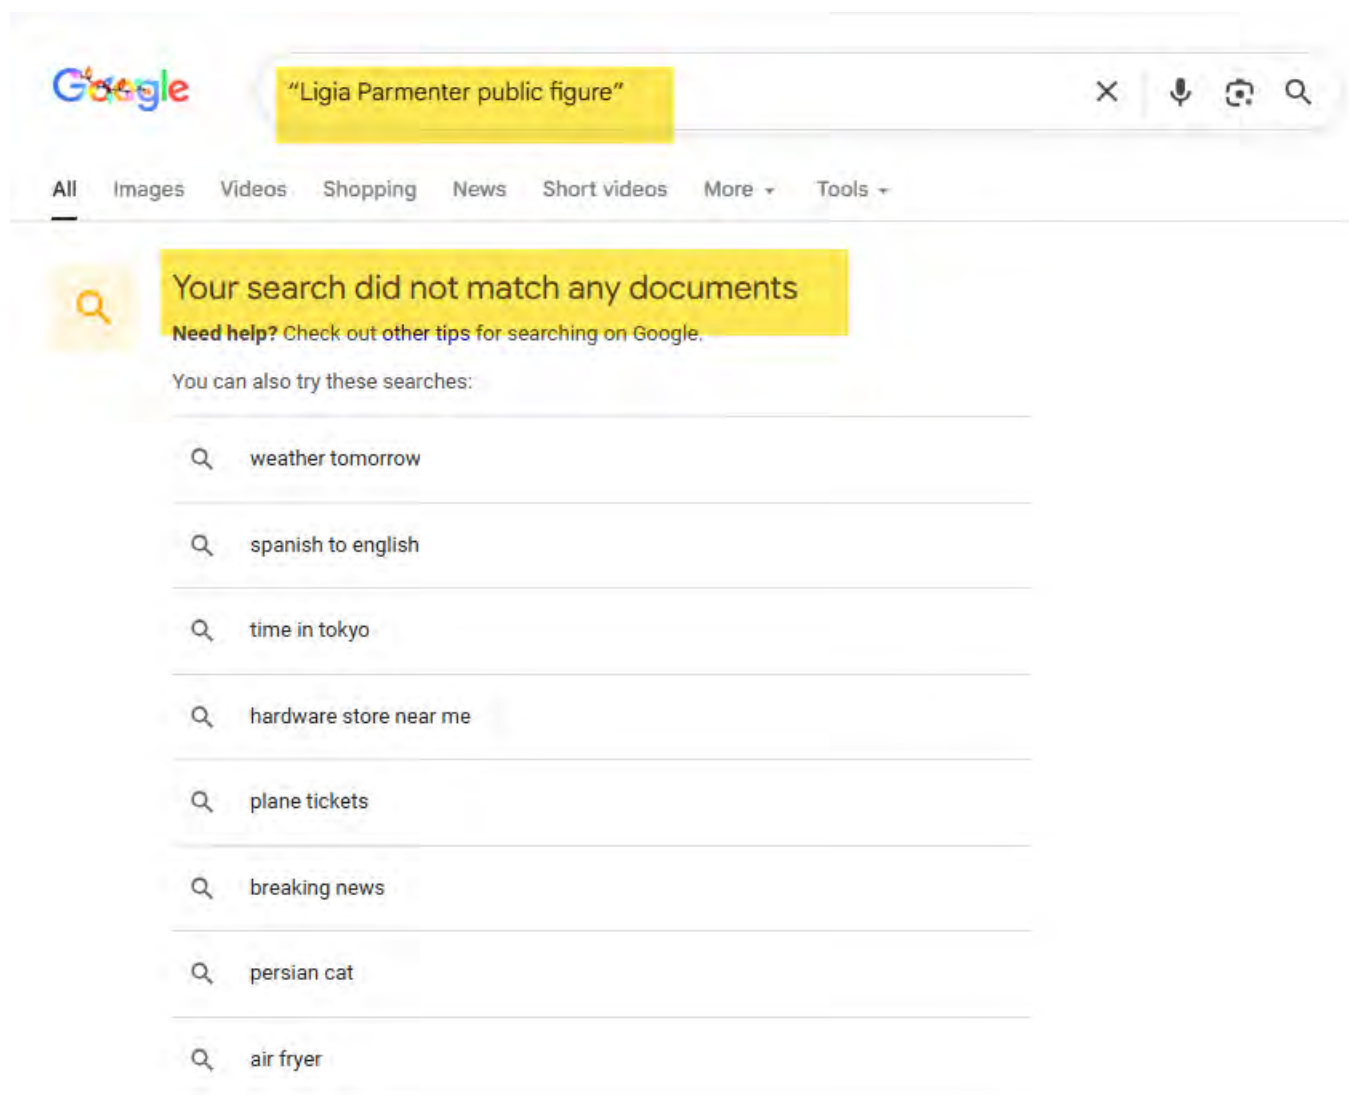 Google
“Ligia Parmenter public figure”
All Images Videos Shopping News Short videos More Tools
Your search did not match any documents
Need help? Check out other tips for searching on Google.
You can also try these searches:
weather tomorrow
spanish to english
time in tokyo
hardware store near me
plane tickets
breaking news
persian cat
air fryer